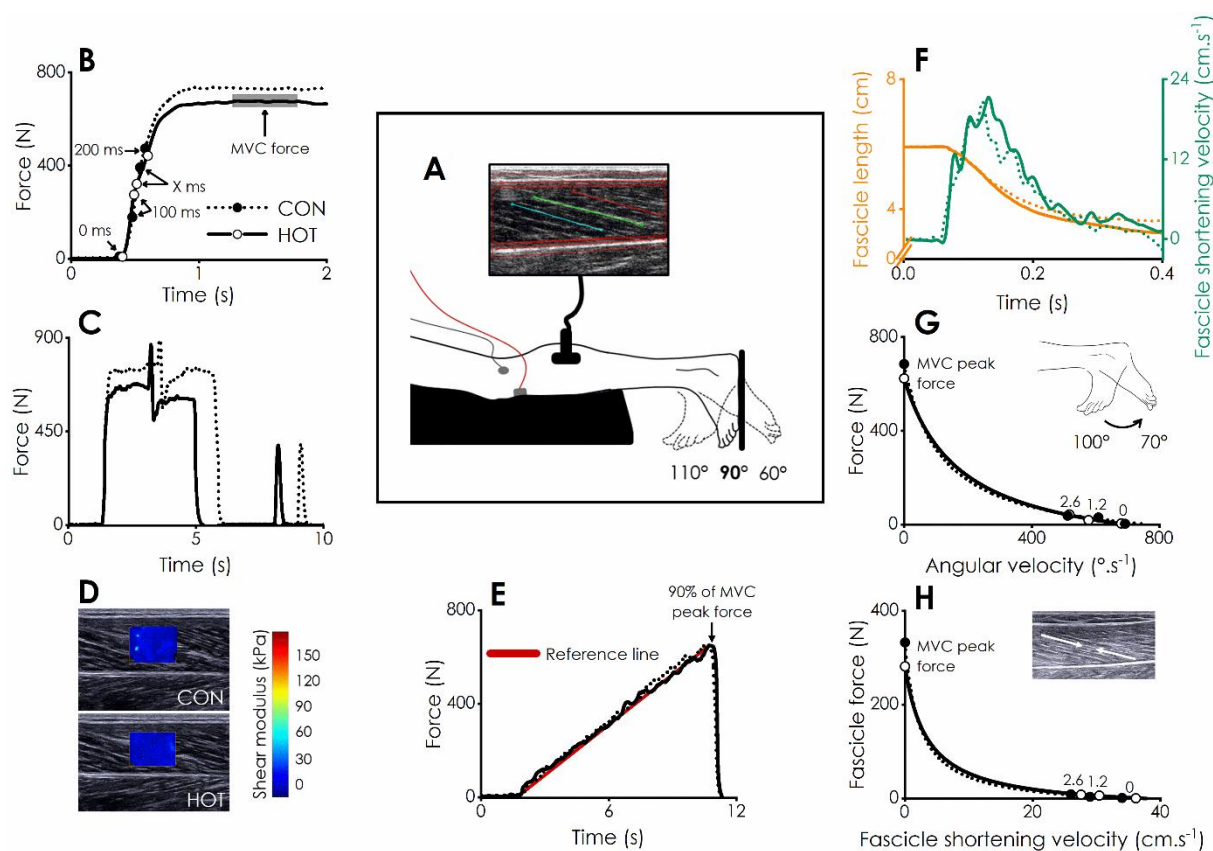 B
800
400
0
Force (N)
200 ms
MVC force
X ms
100 ms
CON
0 ms
HOT
0
1
2
Time (s)
A
110° 90° 60°
F
8
4
0
Fascicle length (cm)
24
12
0
Fascicle shortening velocity (cm.s⁻¹)
0.0
0.2
0.4
Time (s)
C
900
450
0
Force (N)
0
5
10
Time (s)
G
800
400
0
Force (N)
MVC peak
force
100° 70°
2.6 1.2 0
0
400
800
Angular velocity (°.s⁻¹)
D
CON
HOT
Shear modulus (kPa)
150
120
90
60
30
0
E
800
400
0
Force (N)
90% of MVC
peak force
Reference line
0
6
12
Time (s)
H
400
200
0
Fascicle force (N)
MVC peak
force
2.6 1.2 0
0
20
40
Fascicle shortening velocity (cm.s⁻¹)